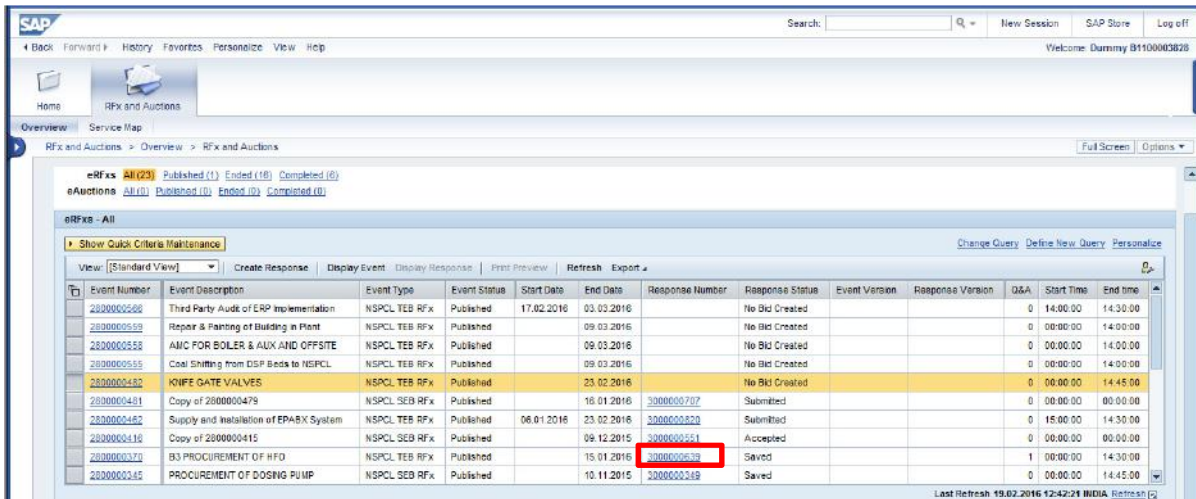 SAP
Search:
New Session
SAP Store
Log off
Back Forward History Favorites Personalize View Help
Welcome Dummy B1100003828
Home
RFx and Auctions
Overview Service Map
RFx and Auctions > Overview > RFx and Auctions
Full Screen Options
eRFxs All (23) Published (1) Ended (16) Completed (6)
eAuctions All (0) Published (0) Ended (0) Completed (0)
eRFxs - All
Show Quick Criteria Maintenance
Change Query Define New Query Personalize
View: [Standard View] Create Response Display Event Display Response Print Preview Refresh Export
Event Number Event Description Event Type Event Status Start Date End Date Response Number Response Status Event Version Response Version Q&A Start Time End time
2800000566 Third Party Audit of ERP Implementation NSPCL TEB RFx Published 17.02.2016 03.03.2016 No Bid Created 0 14:00:00 14:30:00
2800000559 Repair & Painting of Building in Plant NSPCL TEB RFx Published 09.03.2016 No Bid Created 0 00:00:00 14:00:00
2800000558 AMC FOR BOILER & AUX AND OFFSITE NSPCL TEB RFx Published 09.03.2016 No Bid Created 0 00:00:00 14:00:00
2800000555 Coal Shifting from DSP Beds to NSPCL NSPCL TEB RFx Published 09.03.2016 No Bid Created 0 00:00:00 14:00:00
2800000482 KNIFE GATE VALVES NSPCL TEB RFx Published 23.02.2016 No Bid Created 0 00:00:00 14:45:00
2800000481 Copy of 2800000479 NSPCL SEB RFx Published 16.01.2016 3000000707 Submitted 0 00:00:00 00:00:00
2800000462 Supply and Installation of EPABX System NSPCL TEB RFx Published 06.01.2016 23.02.2016 3000000820 Submitted 0 15:00:00 14:30:00
2800000416 Copy of 2800000415 NSPCL SEB RFx Published 09.12.2015 3000000551 Accepted 0 00:00:00 00:00:00
2800000370 B3 PROCUREMENT OF HFO NSPCL TEB RFx Published 15.01.2016 3000000639 Saved 1 00:00:00 14:30:00
2800000345 PROCUREMENT OF DOSING PUMP NSPCL SEB RFx Published 10.11.2015 3000000349 Saved 0 00:00:00 14:45:00
Last Refresh 19.02.2016 12:42:21 INDIA Refresh